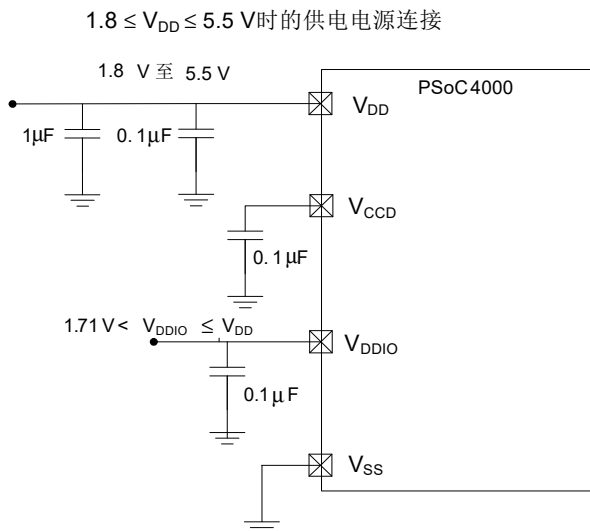 1.8 ≤ VDD ≤ 5.5 V时的供电电源连接
1.8 V 至 5.5 V
PSoC4000
VDD
1μF
0.1μF
VCCD
0.1μF
1.71 V < VDDIO ≤ VDD
VDDIO
0.1μF
VSS